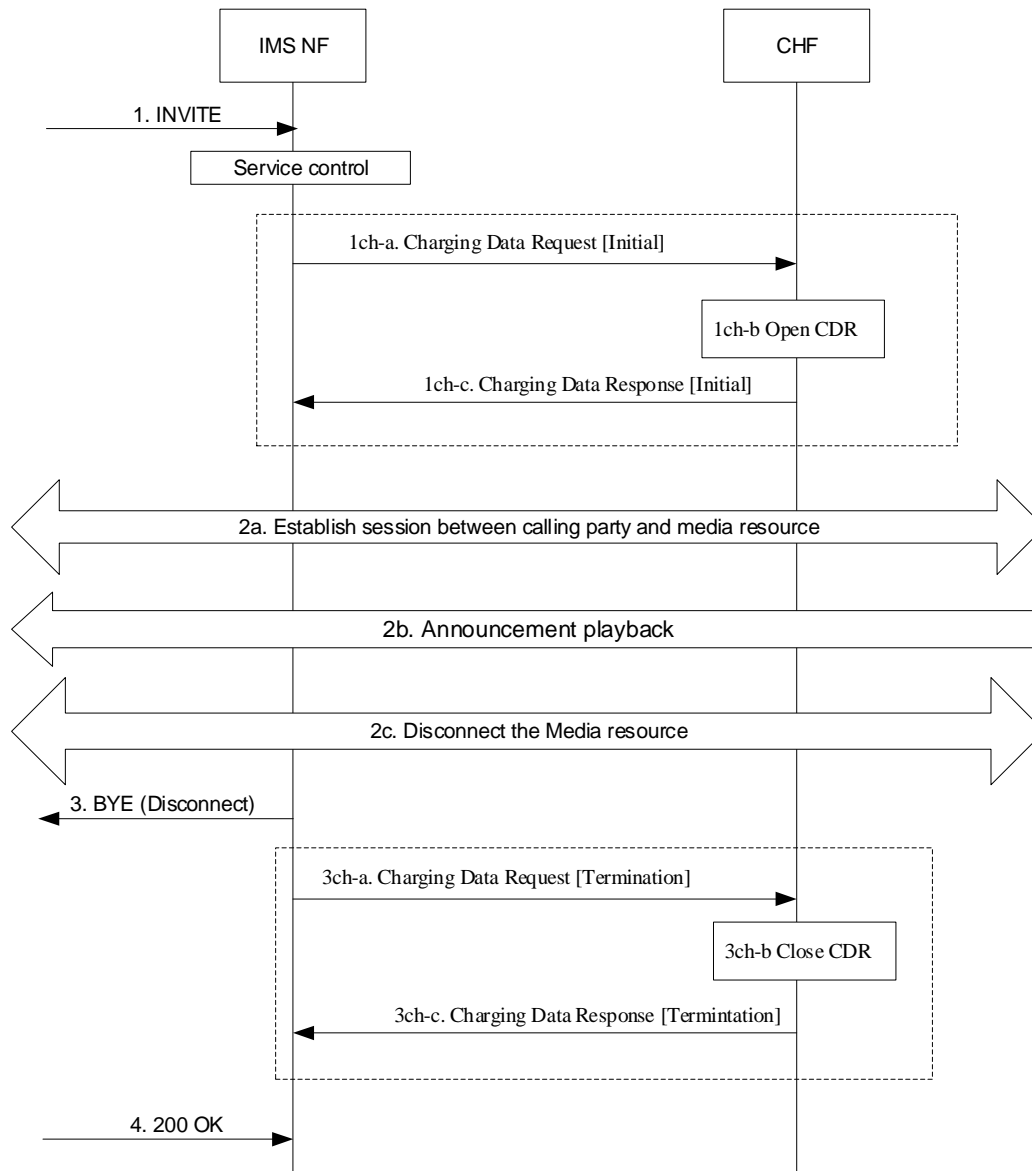 IMS NF
CHF
1. INVITE
Service control
1ch-a. Charging Data Request [Initial]
1ch-b Open CDR
1ch-c. Charging Data Response [Initial]
2a. Establish session between calling party and media resource
2b. Announcement playback
2c. Disconnect the Media resource
3. BYE (Disconnect)
3ch-a. Charging Data Request [Termination]
3ch-b Close CDR
3ch-c. Charging Data Response [Termintation]
4. 200 OK